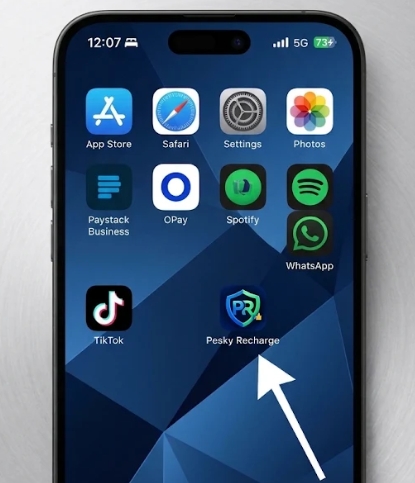 12:07
5G 73
App Store
Safari
Settings
Photos
Paystack
Business
OPay
Spotify
WhatsApp
TikTok
PR
Pesky Recharge